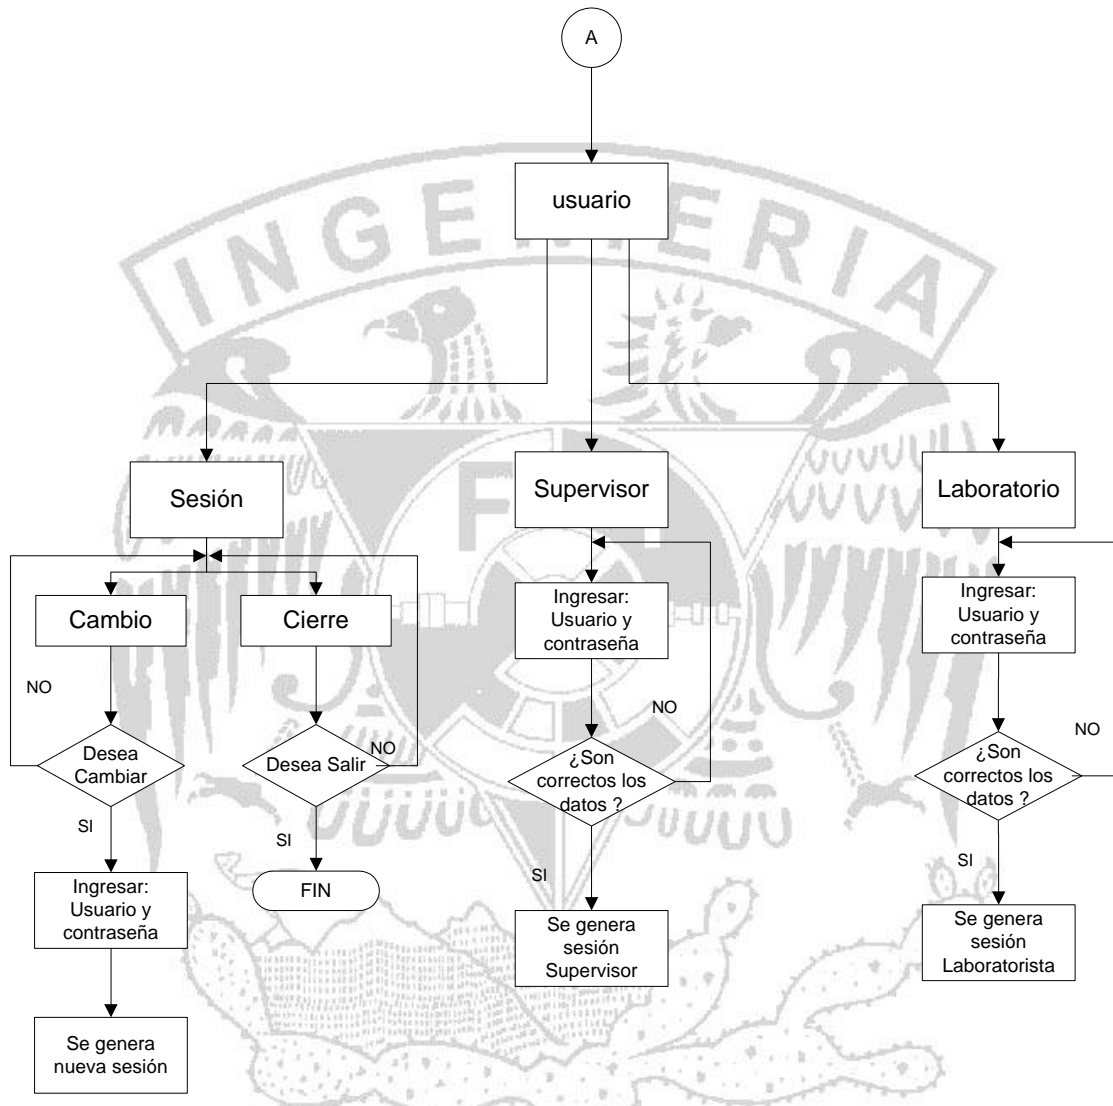 A
INGENIERIA
usuario
F I
Sesión
Supervisor
Laboratorio
Cambio
Cierre
Ingresar:
Usuario y
contraseña
Ingresar:
Usuario y
contraseña
NO
NO
NO
NO
Desea
Cambiar
Desea Salir
¿Son
correctos los
datos ?
¿Son
correctos los
datos ?
SI
SI
SI
SI
Ingresar:
Usuario y
contraseña
FIN
Se genera
sesión
Supervisor
Se genera
sesión
Laboratorista
Se genera
nueva sesión